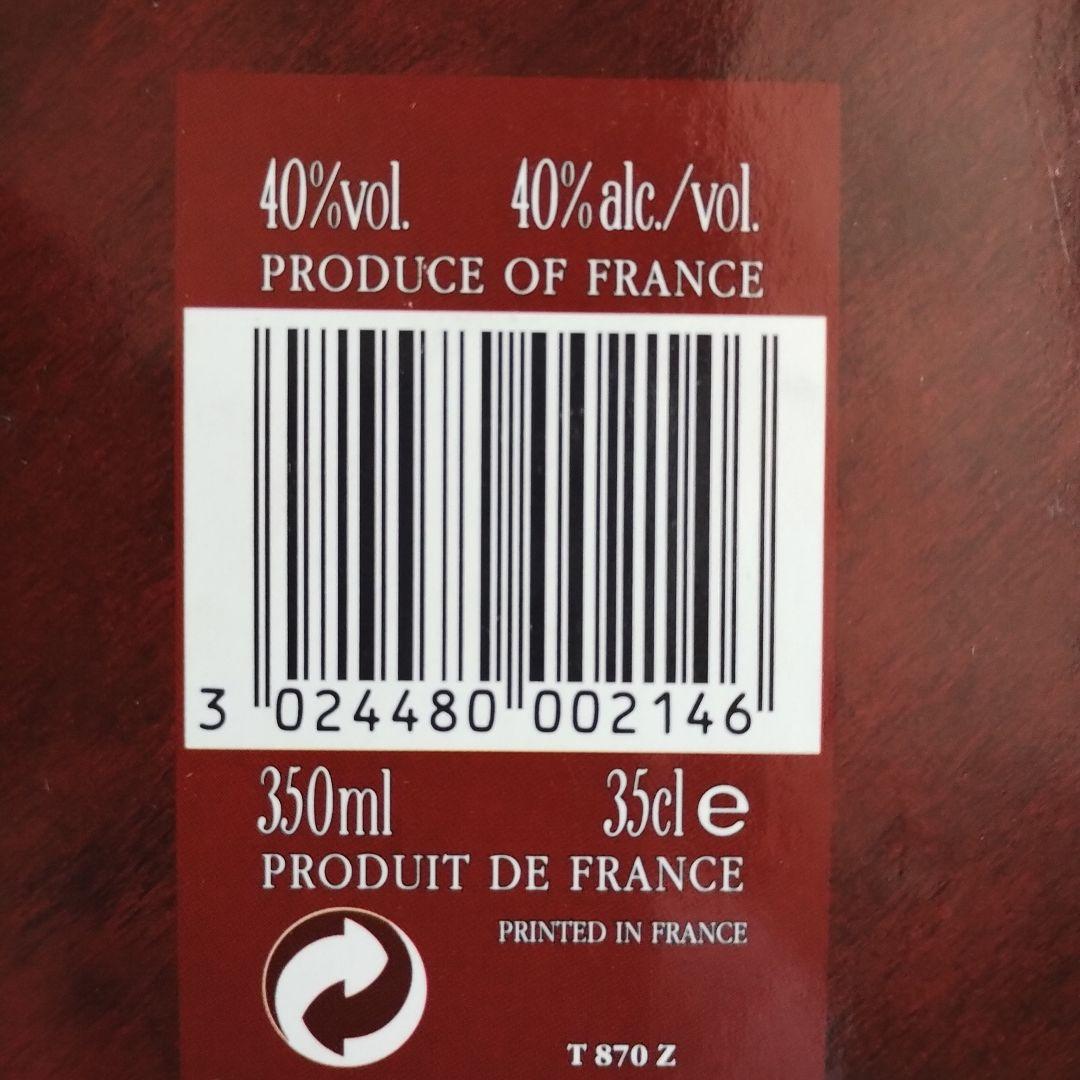 40%vol. 40%alc./vol.
PRODUCE OF FRANCE
3 024480 002146
350ml 35cl e
PRODUIT DE FRANCE
PRINTED IN FRANCE
T 870 Z